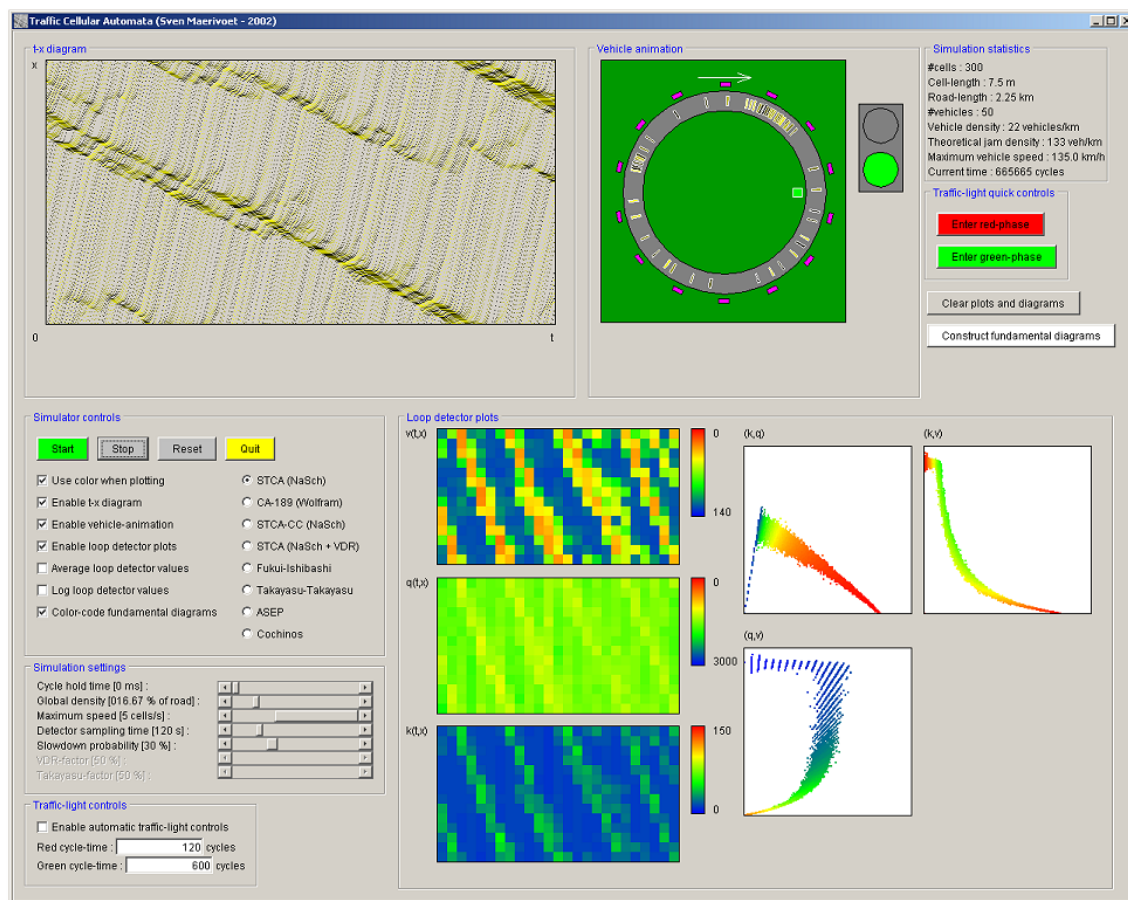 Traffic Cellular Automata (Sven Maerivoet - 2002)
t-x diagram
x
0
t
Vehicle animation
Simulation statistics
#cells : 300
Cell-length : 7.5 m
Road-length : 2.25 km
#vehicles : 50
Vehicle density : 22 vehicles/km
Theoretical jam density : 133 veh/km
Maximum vehicle speed : 135.0 km/h
Current time : 665665 cycles
Traffic-light quick controls
Enter red-phase
Enter green-phase
Clear plots and diagrams
Construct fundamental diagrams
Simulator controls
Start Stop Reset Quit
Use color when plotting
Enable t-x diagram
Enable vehicle-animation
Enable loop detector plots
Average loop detector values
Log loop detector values
Color-code fundamental diagrams
STCA (NaSch)
CA-189 (Wolfram)
STCA-CC (NaSch)
STCA (NaSch + VDR)
Fukui-Ishibashi
Takayasu-Takayasu
ASEP
Cochinos
Simulation settings
Cycle hold time [0 ms] :
Global density [016.67 % of road] :
Maximum speed [5 cells/s] :
Detector sampling time [120 s] :
Slowdown probability [30 %] :
VDR-factor [50 %] :
Takayasu-factor [50 %] :
Traffic-light controls
Enable automatic traffic-light controls
Red cycle-time : 120 cycles
Green cycle-time : 600 cycles
Loop detector plots
v(t,x)
0
140
q(t,x)
0
3000
k(t,x)
150
0
(k,q)
(k,v)
(q,v)